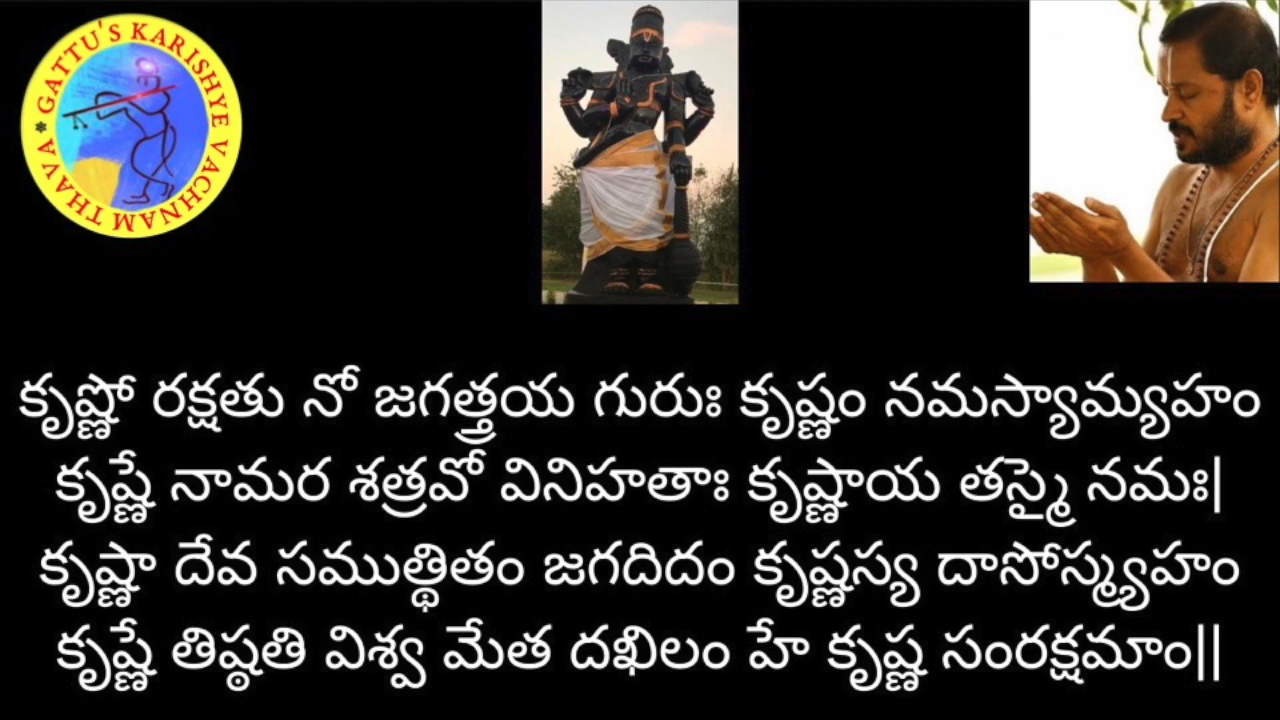 GATTU'S KARISHYE VACHNAM THAVA *
కృష్ణో రక్షతు నో జగత్త్రయ గురుః కృష్ణం నమస్యామ్యహం
కృష్ణే నామర శత్రవో వినిహతాః కృష్ణాయ తస్మై నమః|
కృష్ణా దేవ సముత్థితం జగదిదం కృష్ణస్య దాసోస్మ్యహం
కృష్ణే తిష్ఠతి విశ్వ మేత దఖిలం హే కృష్ణ సంరక్షమాం||